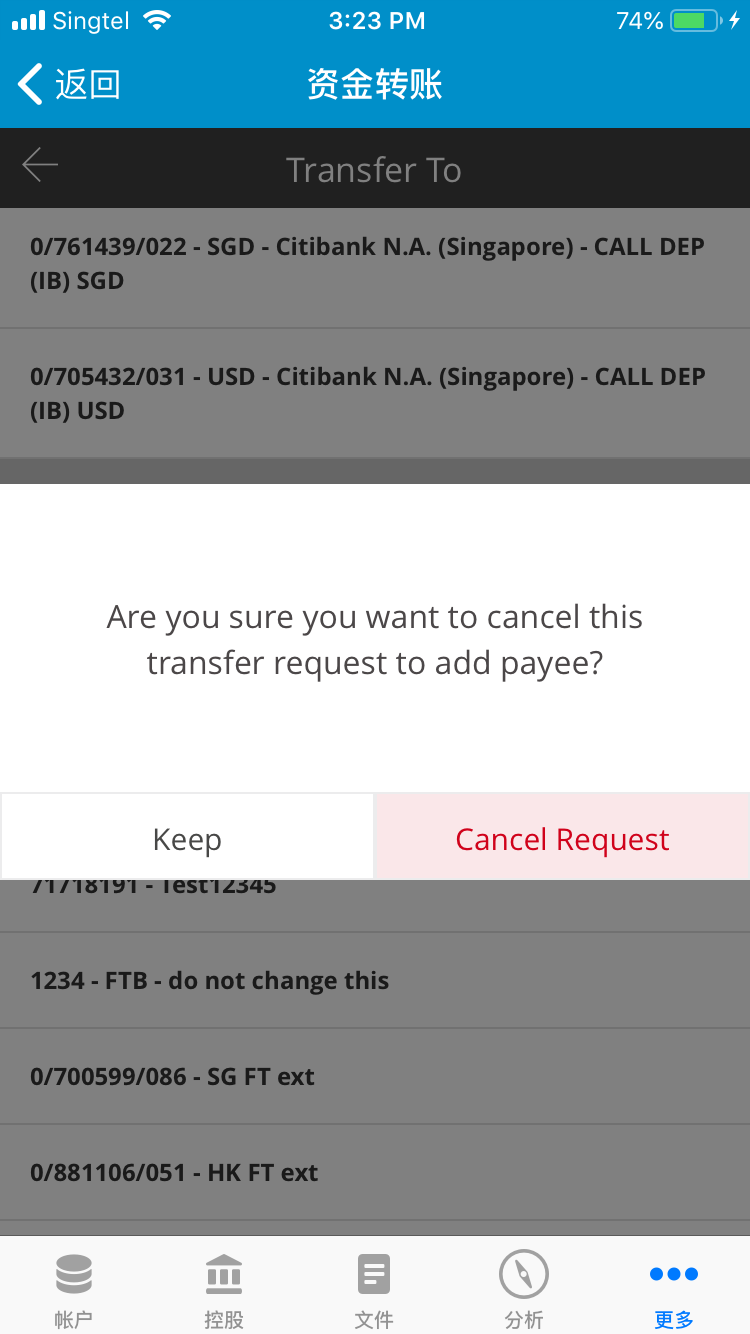 Singtel 3:23 PM 74%
返回 资金转账
Transfer To
0/761439/022 - SGD - Citibank N.A. (Singapore) - CALL DEP
(IB) SGD
0/705432/031 - USD - Citibank N.A. (Singapore) - CALL DEP
(IB) USD
Are you sure you want to cancel this
transfer request to add payee?
Keep Cancel Request
71718191 - Test12345
1234 - FTB - do not change this
0/700599/086 - SG FT ext
0/881106/051 - HK FT ext
帐户 控股 文件 分析 更多